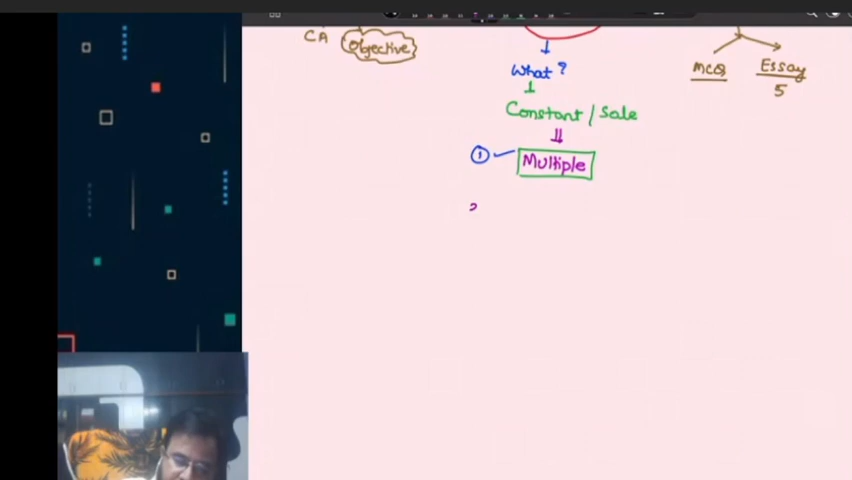 CA
Objective
What?
Constant / Sale
① Multiple
MCQ
Essay
5